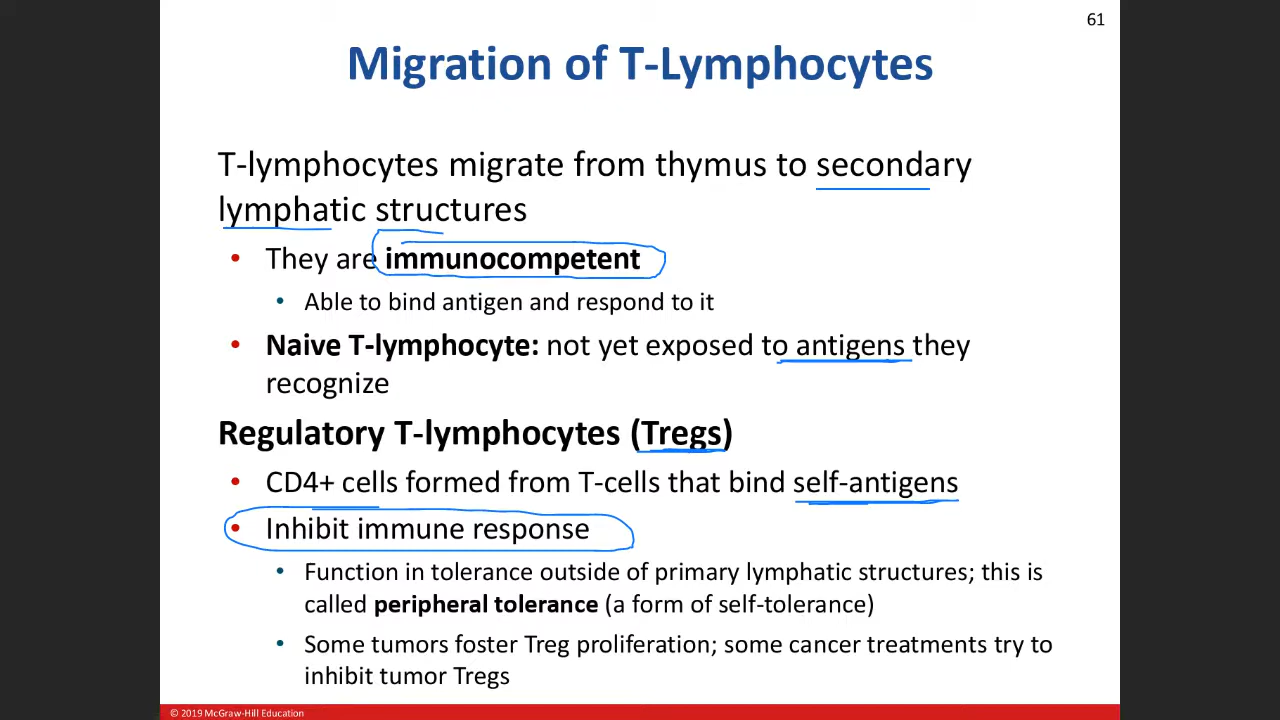 61
Migration of T-Lymphocytes
T-lymphocytes migrate from thymus to secondary
lymphatic structures
• They are immunocompetent
• Able to bind antigen and respond to it
• Naive T-lymphocyte: not yet exposed to antigens they
recognize
Regulatory T-lymphocytes (Tregs)
• CD4+ cells formed from T-cells that bind self-antigens
• Inhibit immune response
• Function in tolerance outside of primary lymphatic structures; this is
called peripheral tolerance (a form of self-tolerance)
• Some tumors foster Treg proliferation; some cancer treatments try to
inhibit tumor Tregs
© 2019 McGraw-Hill Education